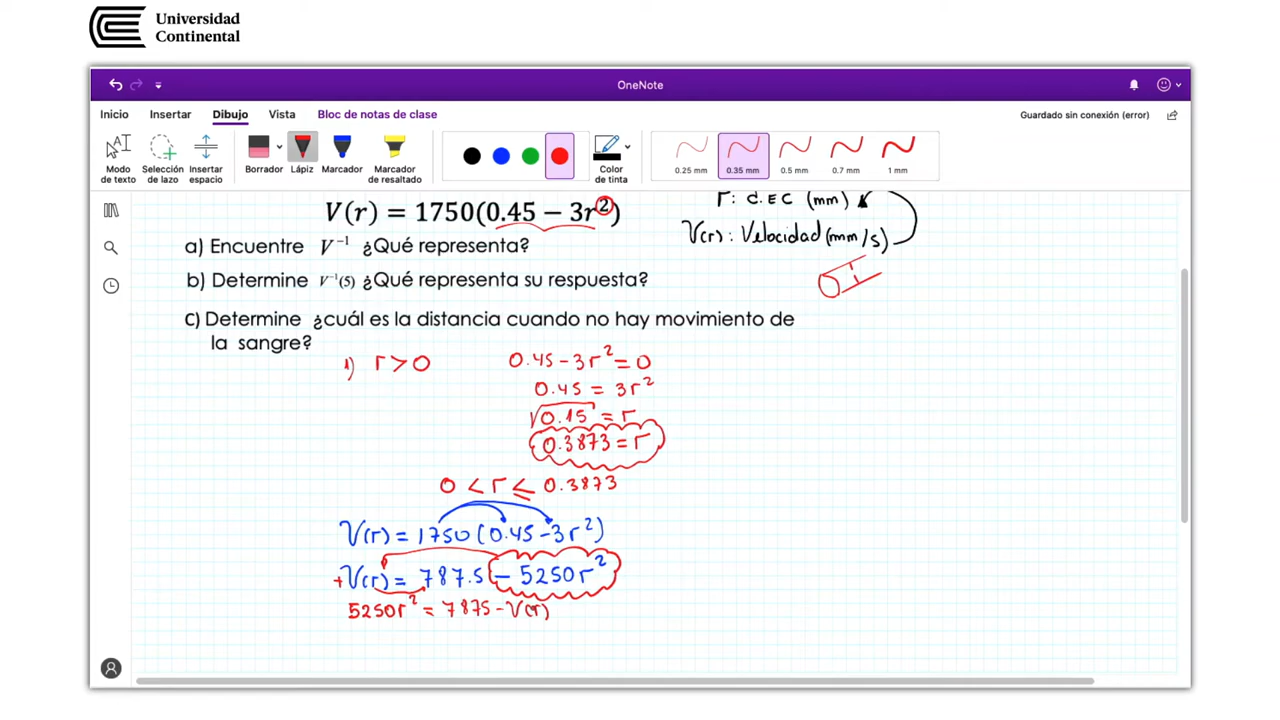 Universidad
Continental
OneNote
Inicio Insertar Dibujo Vista Bloc de notas de clase
Guardado sin conexión (error)
Modo de texto
Selección de lazo
Insertar espacio
Borrador
Lápiz
Marcador
Marcador de resaltado
Color de tinta
0.25 mm 0.35 mm 0.5 mm 0.7 mm 1 mm
r: d.EC (mm)
V(r) = 1750(0.45 − 3r²)
V(r): Velocidad (mm/s)
a) Encuentre V⁻¹ ¿Qué representa?
b) Determine V⁻¹(5) ¿Qué representa su respuesta?
c) Determine ¿cuál es la distancia cuando no hay movimiento de
la sangre?
1) r > 0
0.45 − 3r² = 0
0.45 = 3r²
√0.15 = r
0.3873 = r
0 < r ≤ 0.3873
V(r) = 1750 (0.45 − 3r²)
+V(r) = 787.5 − 5250r²
5250r² = 7875 − V(r)